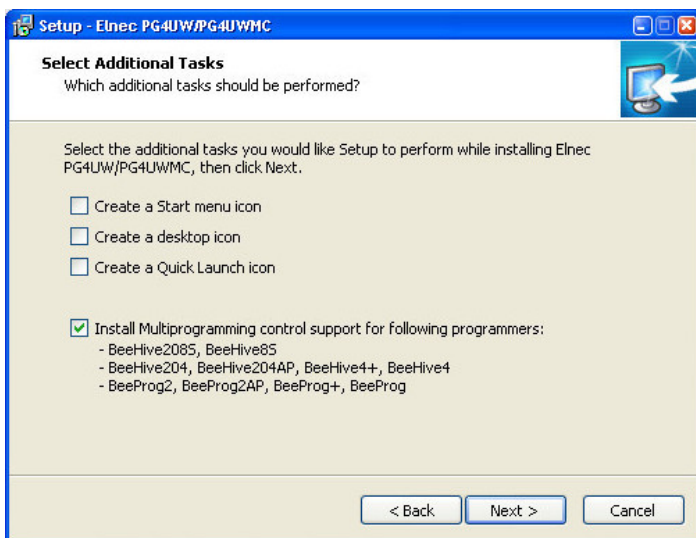 Setup - Elnec PG4UW/PG4UWMC
Select Additional Tasks
Which additional tasks should be performed?
Select the additional tasks you would like Setup to perform while installing Elnec
PG4UW/PG4UWMC, then click Next.
Create a Start menu icon
Create a desktop icon
Create a Quick Launch icon
Install Multiprogramming control support for following programmers:
- BeeHive208S, BeeHive8S
- BeeHive204, BeeHive204AP, BeeHive4+, BeeHive4
- BeeProg2, BeeProg2AP, BeeProg+, BeeProg
< Back
Next >
Cancel